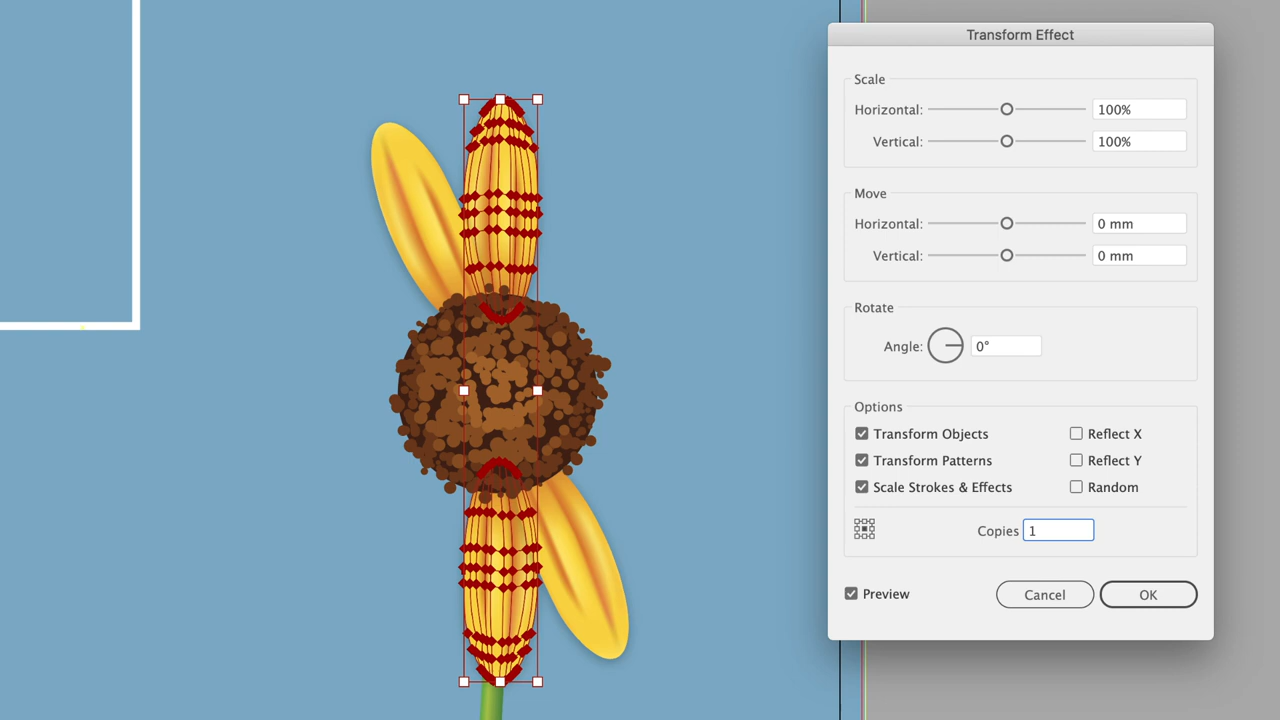 Transform Effect
Scale
Horizontal: 100%
Vertical: 100%
Move
Horizontal: 0 mm
Vertical: 0 mm
Rotate
Angle: 0°
Options
Transform Objects Reflect X
Transform Patterns Reflect Y
Scale Strokes & Effects Random
Copies 1
Preview Cancel OK